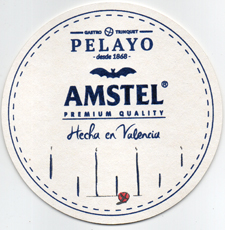 GASTRO TRINQUET
PELAYO
- desde 1868 -
AMSTEL®
PREMIUM QUALITY
Hecha en Valencia